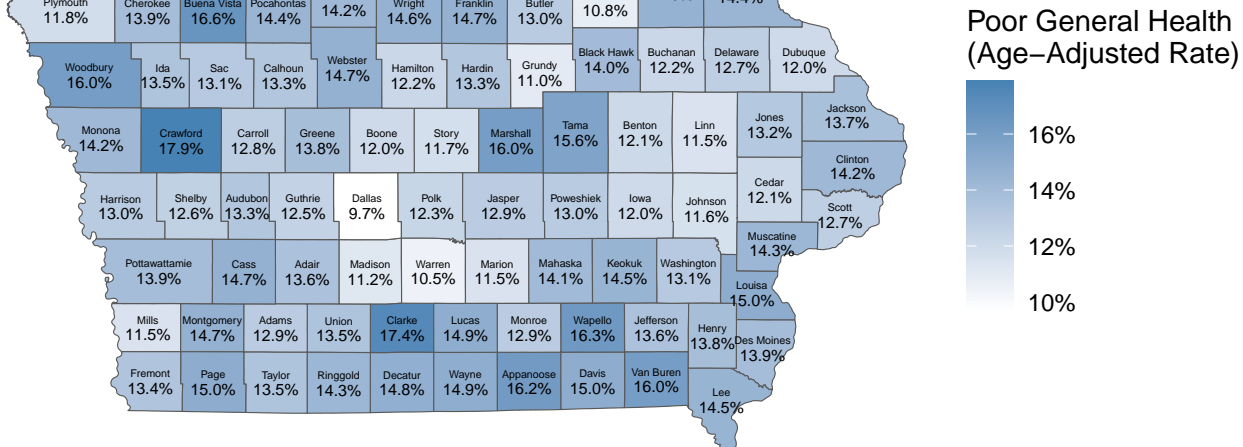 Plymouth
11.8%
Cherokee
13.9%
Buena Vista
16.6%
Pocahontas
14.4%
14.2%
Wright
14.6%
Franklin
14.7%
Butler
13.0%
10.8%
Woodbury
16.0%
Ida
13.5%
Sac
13.1%
Calhoun
13.3%
Webster
14.7%
Hamilton
12.2%
Hardin
13.3%
Grundy
11.0%
Black Hawk
14.0%
Buchanan
12.2%
Delaware
12.7%
Dubuque
12.0%
Monona
14.2%
Crawford
17.9%
Carroll
12.8%
Greene
13.8%
Boone
12.0%
Story
11.7%
Marshall
16.0%
Tama
15.6%
Benton
12.1%
Linn
11.5%
Jones
13.2%
Jackson
13.7%
Clinton
14.2%
Harrison
13.0%
Shelby
12.6%
Audubon
13.3%
Guthrie
12.5%
Dallas
9.7%
Polk
12.3%
Jasper
12.9%
Poweshiek
13.0%
Iowa
12.0%
Johnson
11.6%
Cedar
12.1%
Scott
12.7%
Muscatine
14.3%
Pottawattamie
13.9%
Cass
14.7%
Adair
13.6%
Madison
11.2%
Warren
10.5%
Marion
11.5%
Mahaska
14.1%
Keokuk
14.5%
Washington
13.1%
Louisa
15.0%
Mills
11.5%
Montgomery
14.7%
Adams
12.9%
Union
13.5%
Clarke
17.4%
Lucas
14.9%
Monroe
12.9%
Wapello
16.3%
Jefferson
13.6%
Henry
13.8%
Des Moines
13.9%
Fremont
13.4%
Page
15.0%
Taylor
13.5%
Ringgold
14.3%
Decatur
14.8%
Wayne
14.9%
Appanoose
16.2%
Davis
15.0%
Van Buren
16.0%
Lee
14.5%
Poor General Health
(Age−Adjusted Rate)
16%
14%
12%
10%